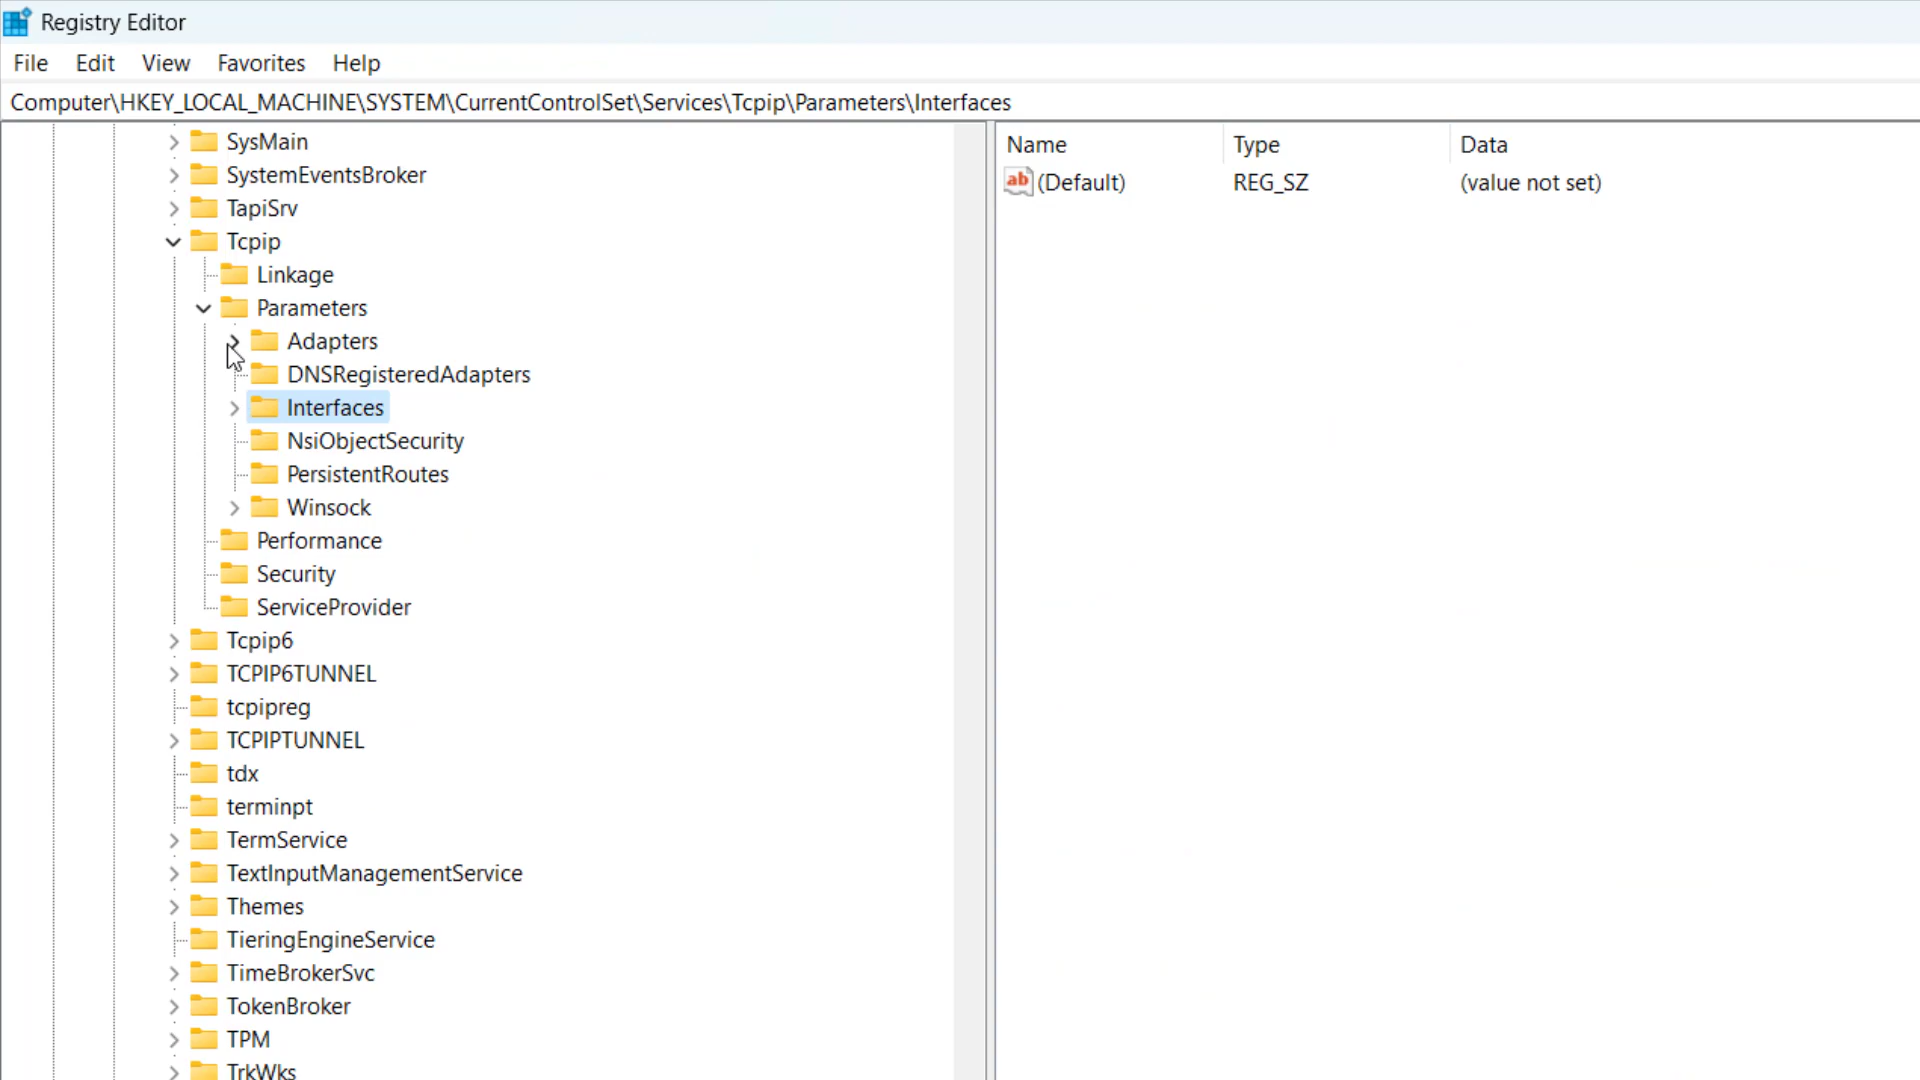 Registry Editor
File Edit View Favorites Help
Computer\HKEY_LOCAL_MACHINE\SYSTEM\CurrentControlSet\Services\Tcpip\Parameters\Interfaces
SysMain
SystemEventsBroker
TapiSrv
Tcpip
Linkage
Parameters
Adapters
DNSRegisteredAdapters
Interfaces
NsiObjectSecurity
PersistentRoutes
Winsock
Performance
Security
ServiceProvider
Tcpip6
TCPIP6TUNNEL
tcpipreg
TCPIPTUNNEL
tdx
terminpt
TermService
TextInputManagementService
Themes
TieringEngineService
TimeBrokerSvc
TokenBroker
TPM
TrkWks
Name Type Data
ab (Default) REG_SZ (value not set)